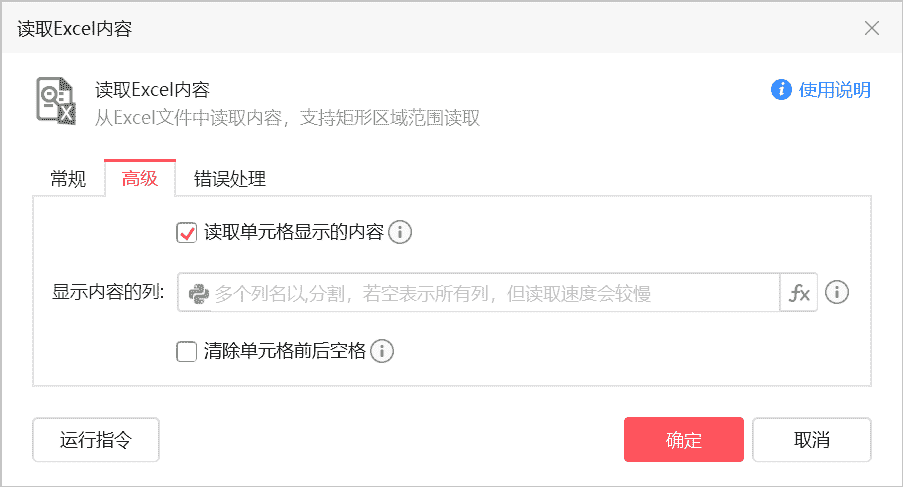 读取Excel内容
读取Excel内容
使用说明
从Excel文件中读取内容，支持矩形区域范围读取
常规 高级 错误处理
读取单元格显示的内容
显示内容的列: 多个列名以,分割，若空表示所有列，但读取速度会较慢 fx
清除单元格前后空格
运行指令 确定 取消